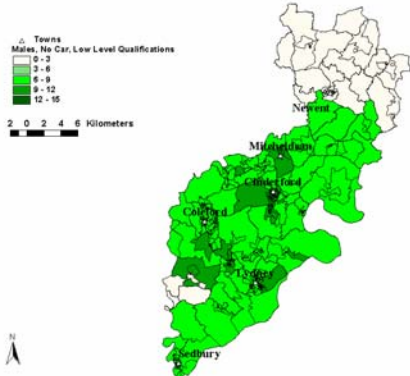 Towns
Males, No Car, Low Level Qualifications
0 - 3
3 - 6
6 - 9
9 - 12
12 - 15
2 0 2 4 6 Kilometers
Newent
Mitcheldean
Cinderford
Coleford
Lydney
Sedbury
N